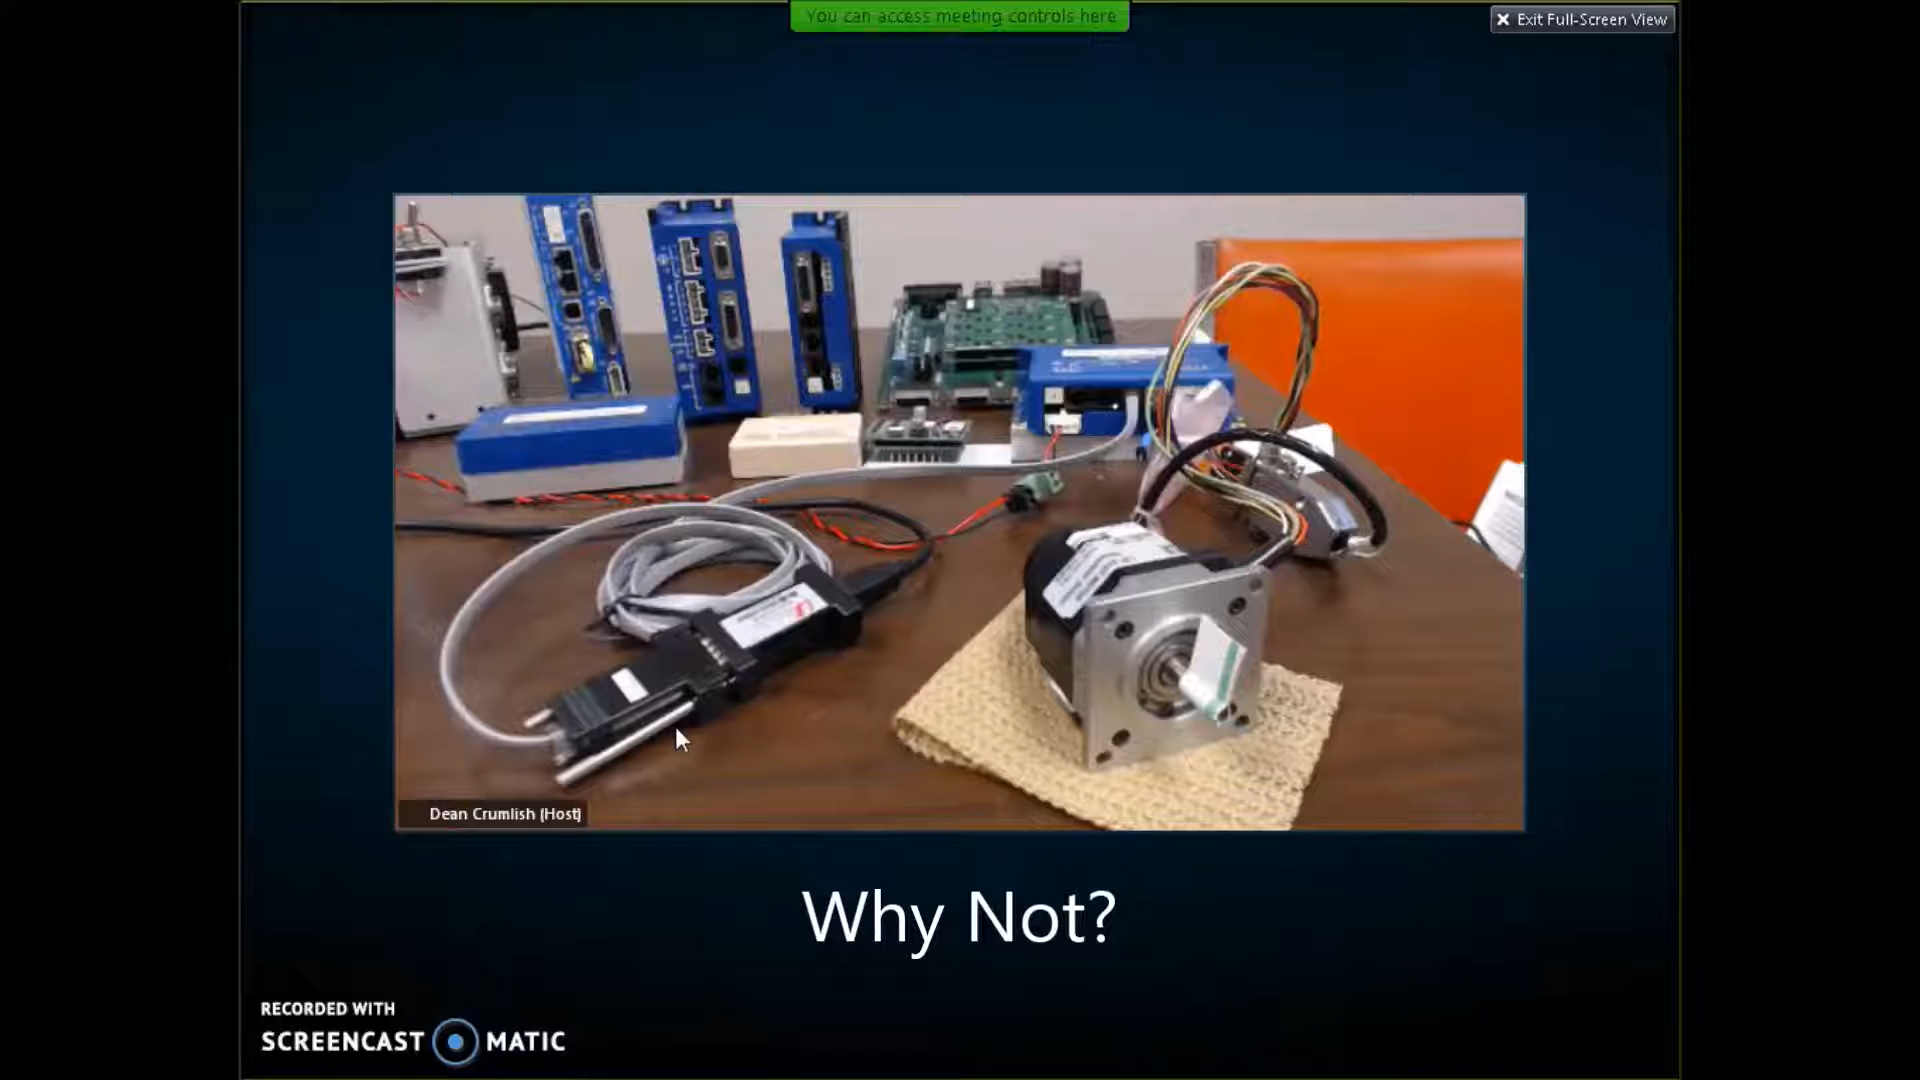 You can access meeting controls here
Exit Full-Screen View
Dean Crumlish (Host)
Why Not?
RECORDED WITH
SCREENCAST MATIC